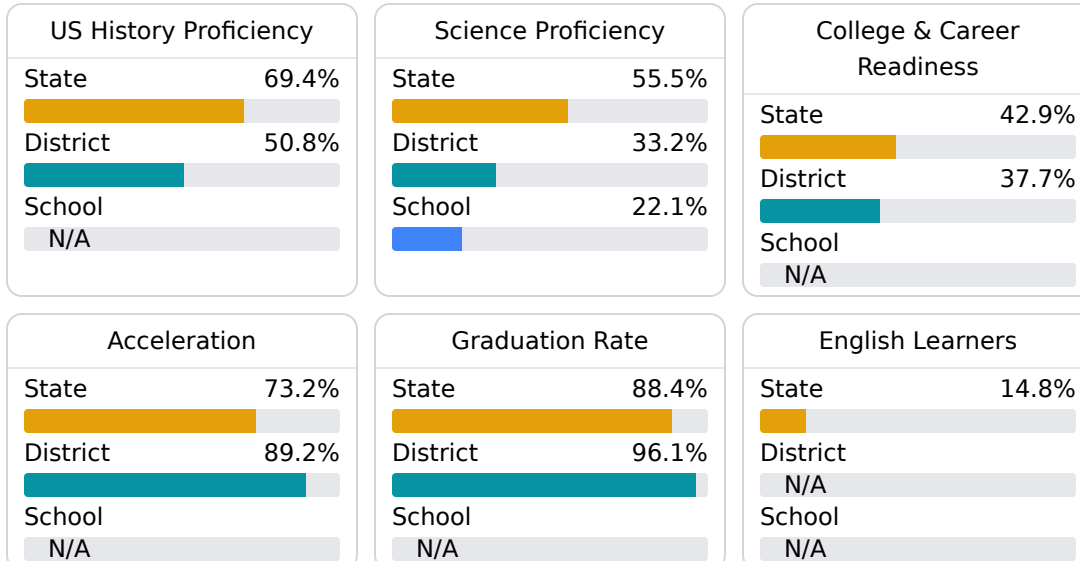 US History Proficiency
State 69.4%
District 50.8%
School
N/A
Science Proficiency
State 55.5%
District 33.2%
School 22.1%
College & Career
Readiness
State 42.9%
District 37.7%
School
N/A
Acceleration
State 73.2%
District 89.2%
School
N/A
Graduation Rate
State 88.4%
District 96.1%
School
N/A
English Learners
State 14.8%
District
N/A
School
N/A